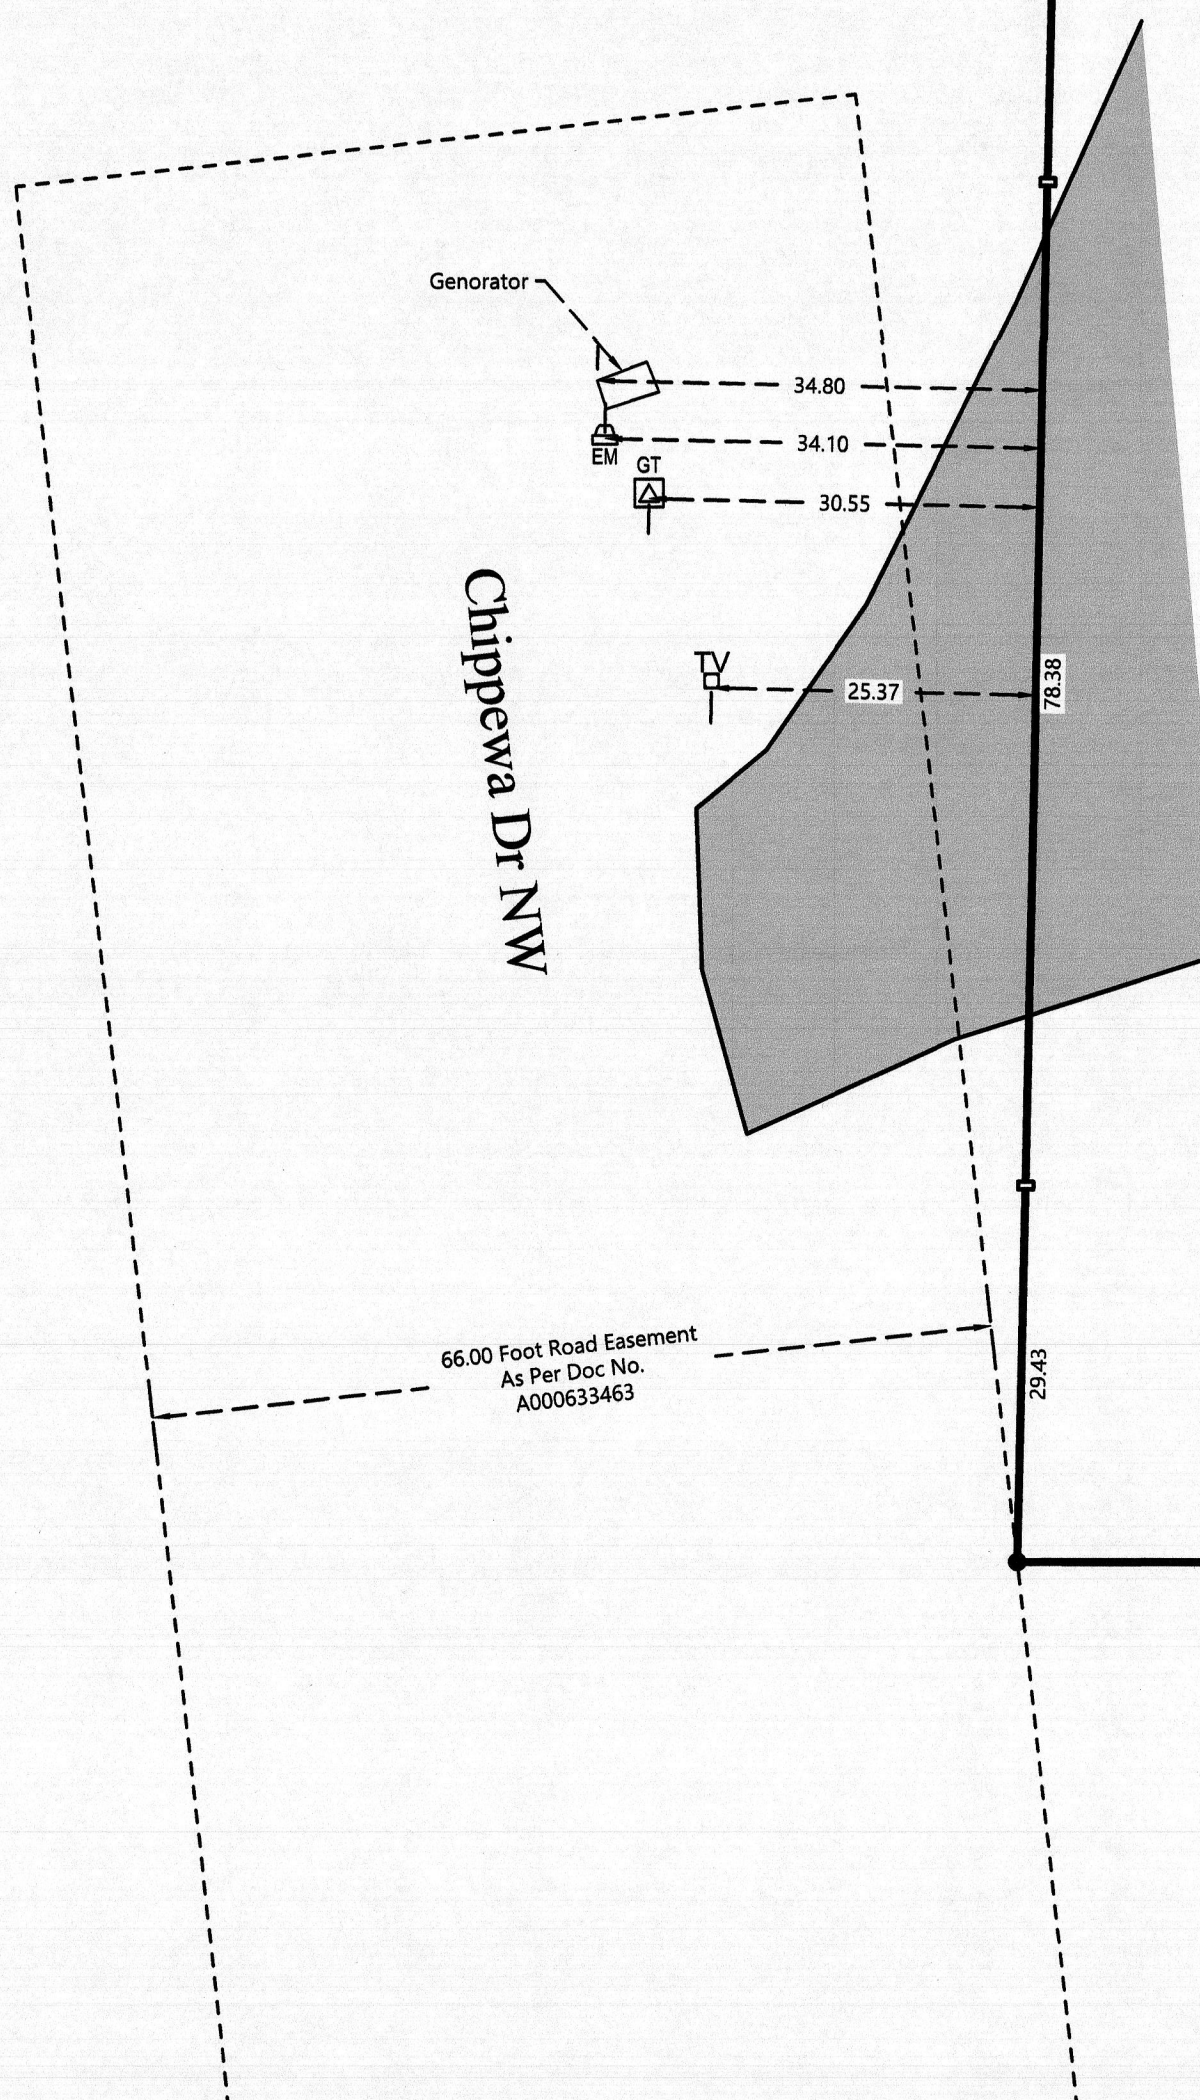 Genorator
34.80
34.10
EM
GT
30.55
Chippewa Dr NW
TV
25.37
78.38
66.00 Foot Road Easement
As Per Doc No.
A000633463
29.43